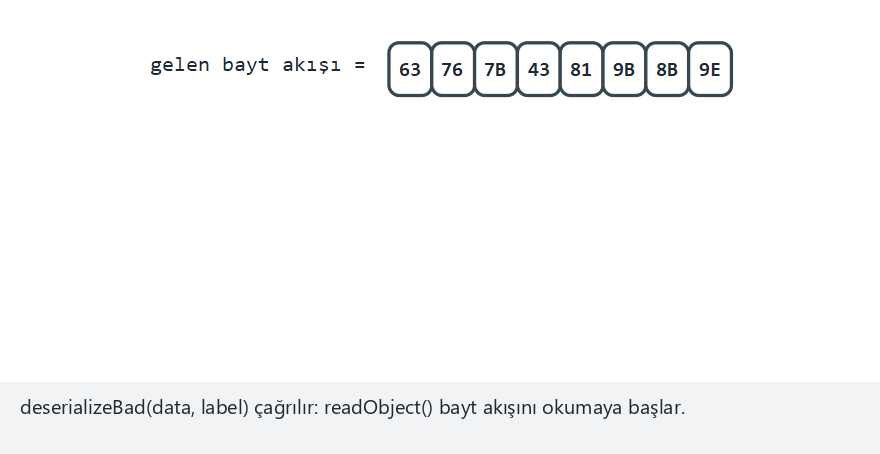 gelen bayt akışı = 63 76 7B 43 81 9B 8B 9E
deserializeBad(data, label) çağrılır: readObject() bayt akışını okumaya başlar.